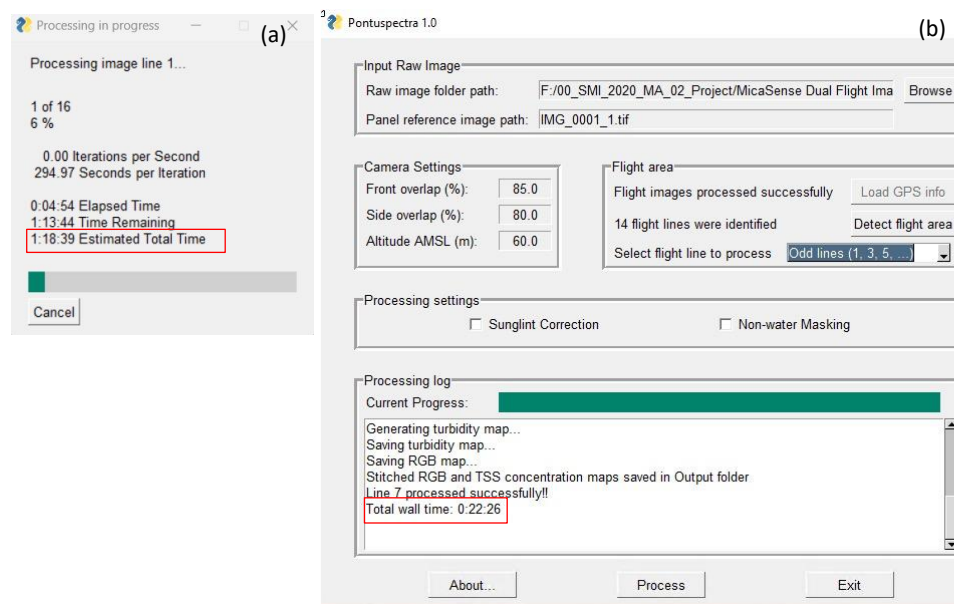 Processing in progress
(a)
Processing image line 1...
1 of 16
6 %
0.00 Iterations per Second
294.97 Seconds per Iteration
0:04:54 Elapsed Time
1:13:44 Time Remaining
1:18:39 Estimated Total Time
Cancel
3
Pontuspectra 1.0
(b)
Input Raw Image
Raw image folder path: F:/00_SMI_2020_MA_02_Project/MicaSense Dual Flight Ima Browse
Panel reference image path: IMG_0001_1.tif
Camera Settings
Front overlap (%): 85.0
Side overlap (%): 80.0
Altitude AMSL (m): 60.0
Flight area
Flight images processed successfully Load GPS info
14 flight lines were identified Detect flight area
Select flight line to process Odd lines (1, 3, 5, ...)
Processing settings
Sunglint Correction Non-water Masking
Processing log
Current Progress:
Generating turbidity map...
Saving turbidity map...
Saving RGB map...
Stitched RGB and TSS concentration maps saved in Output folder
Line 7 processed successfully!!
Total wall time: 0:22:26
About... Process Exit